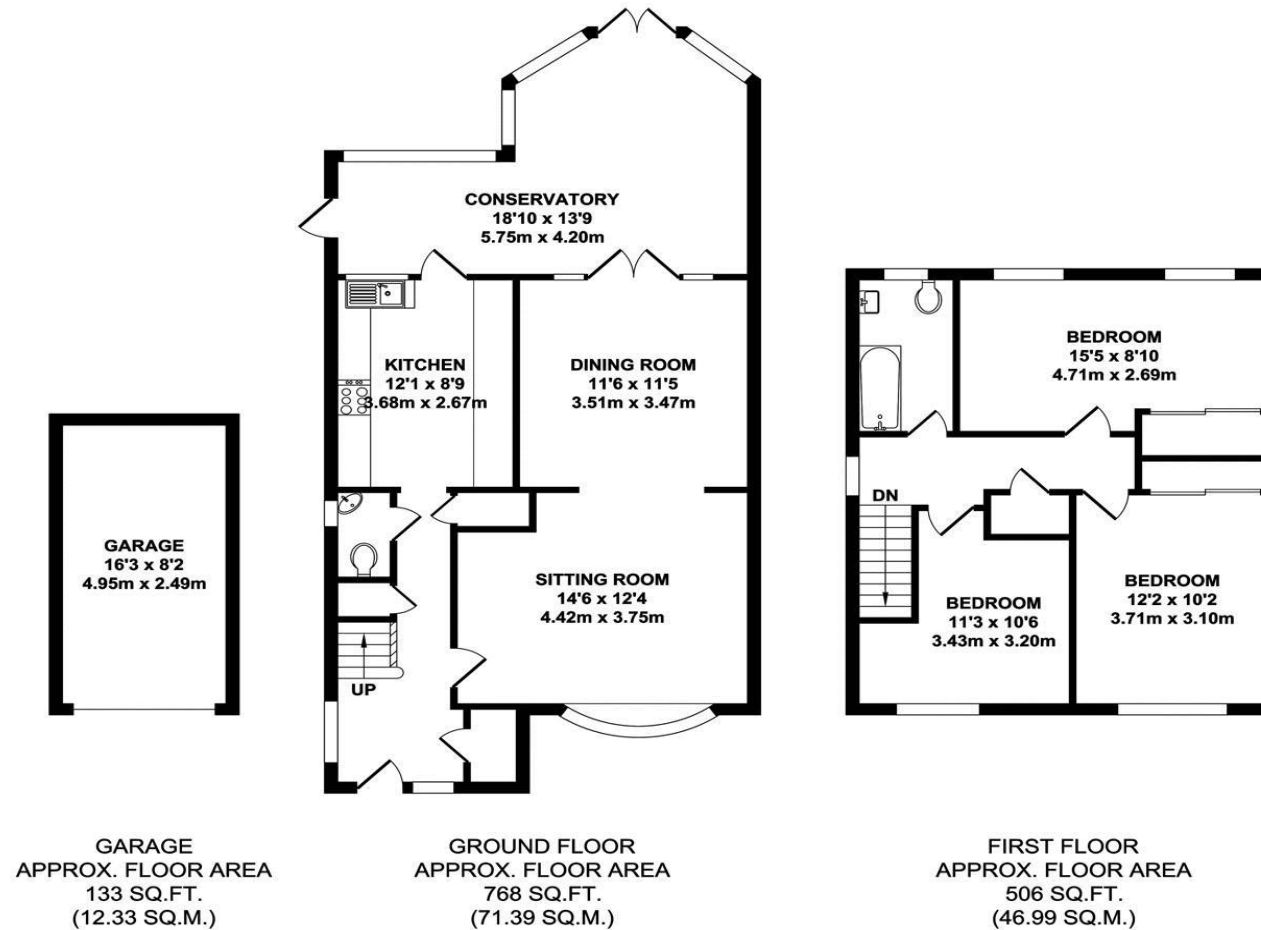 CONSERVATORY
18'10 x 13'9
5.75m x 4.20m
KITCHEN
12'1 x 8'9
3.68m x 2.67m
DINING ROOM
11'6 x 11'5
3.51m x 3.47m
SITTING ROOM
14'6 x 12'4
4.42m x 3.75m
UP
GARAGE
16'3 x 8'2
4.95m x 2.49m
BEDROOM
15'5 x 8'10
4.71m x 2.69m
DN
BEDROOM
11'3 x 10'6
3.43m x 3.20m
BEDROOM
12'2 x 10'2
3.71m x 3.10m
GARAGE
APPROX. FLOOR AREA
133 SQ.FT.
(12.33 SQ.M.)
GROUND FLOOR
APPROX. FLOOR AREA
768 SQ.FT.
(71.39 SQ.M.)
FIRST FLOOR
APPROX. FLOOR AREA
506 SQ.FT.
(46.99 SQ.M.)